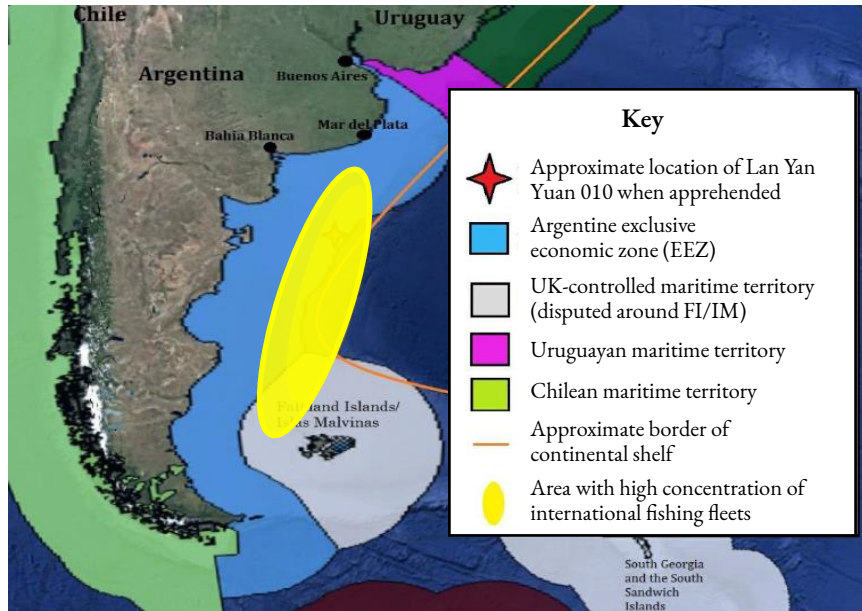 Chile
Uruguay
Argentina
Buenos Aires
Mar del Plata
Bahía Blanca
Falkland Islands/
Islas Malvinas
Key
Approximate location of Lan Yan
Yuan 010 when apprehended
Argentine exclusive
economic zone (EEZ)
UK-controlled maritime territory
(disputed around FI/IM)
Uruguayan maritime territory
Chilean maritime territory
Approximate border of
continental shelf
Area with high concentration of
international fishing fleets
South Georgia
and the South
Sandwich
Islands